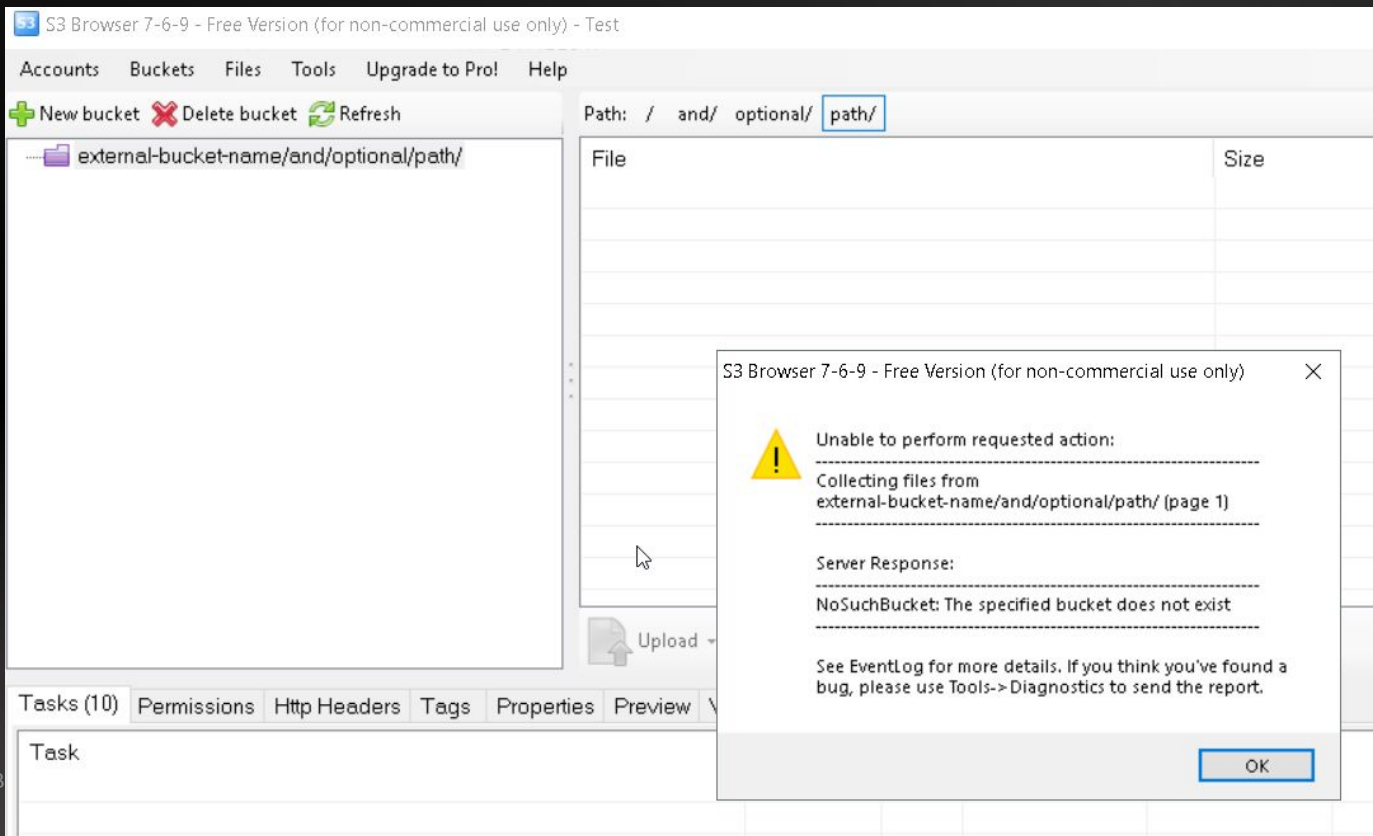 S3 S3 Browser 7-6-9 - Free Version (for non-commercial use only) - Test
Accounts Buckets Files Tools Upgrade to Pro! Help
New bucket Delete bucket Refresh
Path: / and/ optional/ path/
external-bucket-name/and/optional/path/
File Size
S3 Browser 7-6-9 - Free Version (for non-commercial use only)
Unable to perform requested action:
----------------------------------------------------------------------
Collecting files from
external-bucket-name/and/optional/path/ (page 1)
----------------------------------------------------------------------
Server Response:
----------------------------------------------------------------------
NoSuchBucket: The specified bucket does not exist
----------------------------------------------------------------------
See EventLog for more details. If you think you've found a
bug, please use Tools->Diagnostics to send the report.
OK
Upload
Tasks (10) Permissions Http Headers Tags Properties Preview
Task